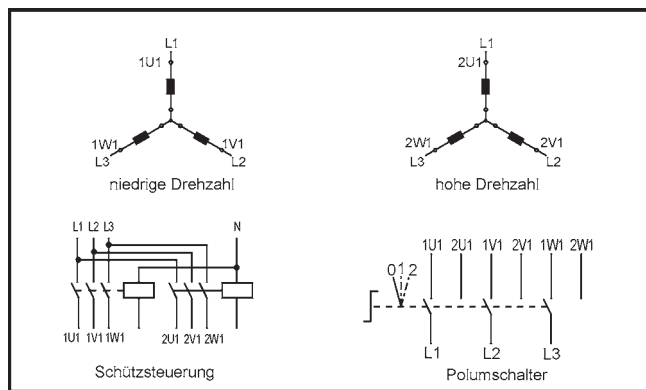 L1
1U1
1W1
1V1
L3
L2
niedrige Drehzahl
L1
2U1
2W1
2V1
L3
L2
hohe Drehzahl
L1 L2 L3 N
1U1 1V1 1W1 2U1 2V1 2W1
Schützsteuerung
1U1 2U1 1V1 2V1 1W1 2W1
0 1 2
L1 L2 L3
Polumschalter